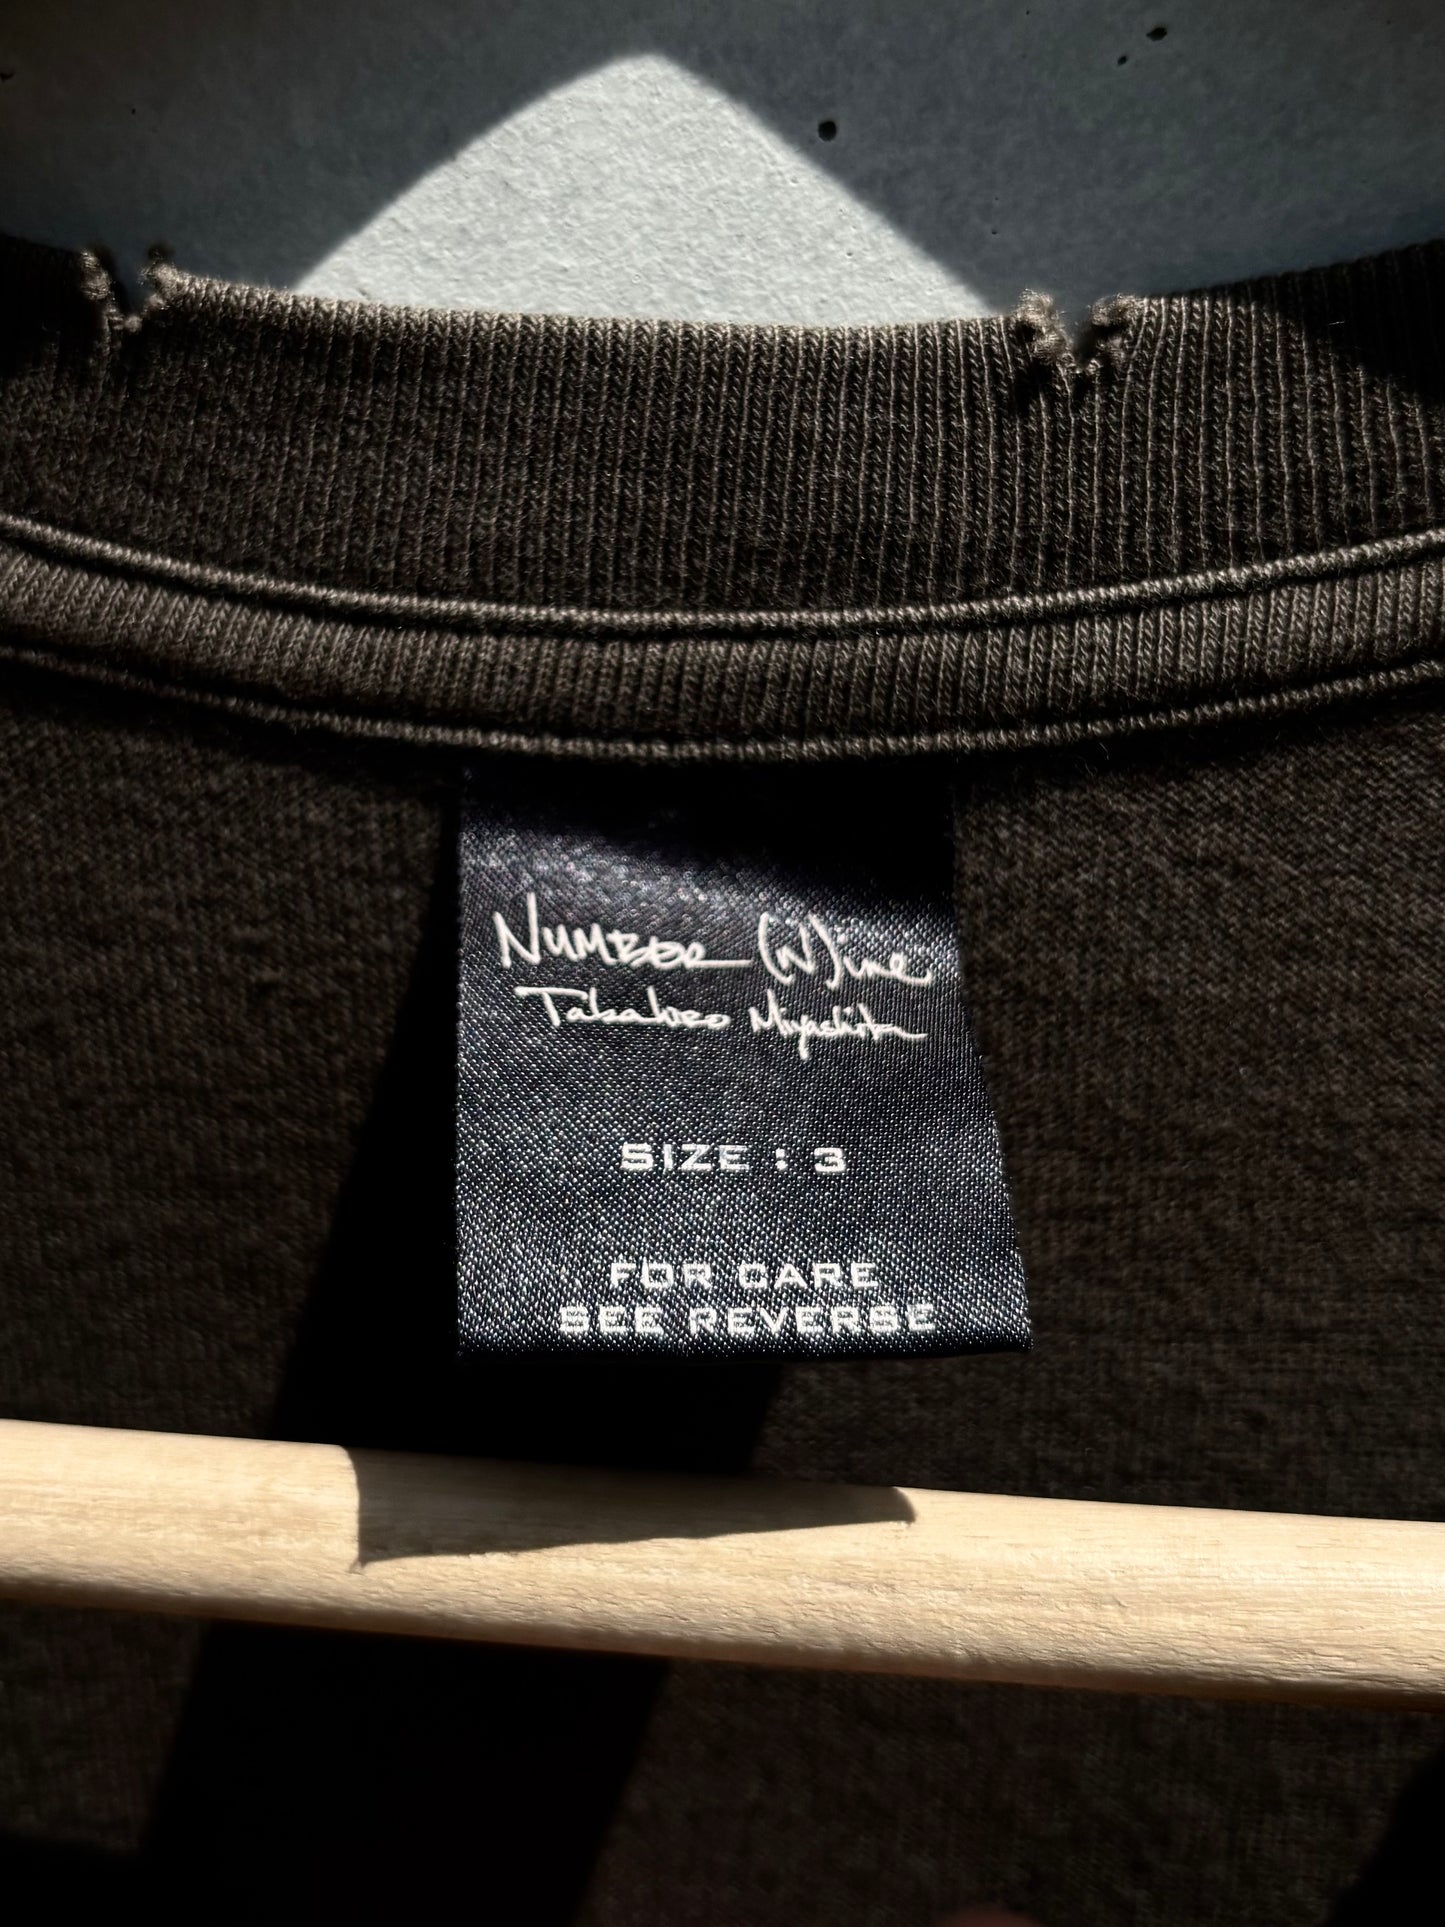 NUMBER (N)ine
Takahiro Miyashita
SIZE : 3
FOR CARE
SEE REVERSE